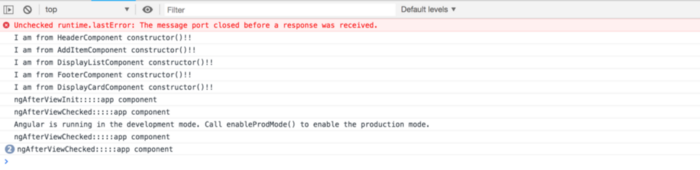 top Filter Default levels
Unchecked runtime.lastError: The message port closed before a response was received.
I am from HeaderComponent constructor()!!
I am from AddItemComponent constructor()!!
I am from DisplayListComponent constructor()!!
I am from FooterComponent constructor()!!
I am from DisplayCardComponent constructor()!!
ngAfterViewInit:::::app component
ngAfterViewChecked:::::app component
Angular is running in the development mode. Call enableProdMode() to enable the production mode.
ngAfterViewChecked:::::app component
2 ngAfterViewChecked:::::app component